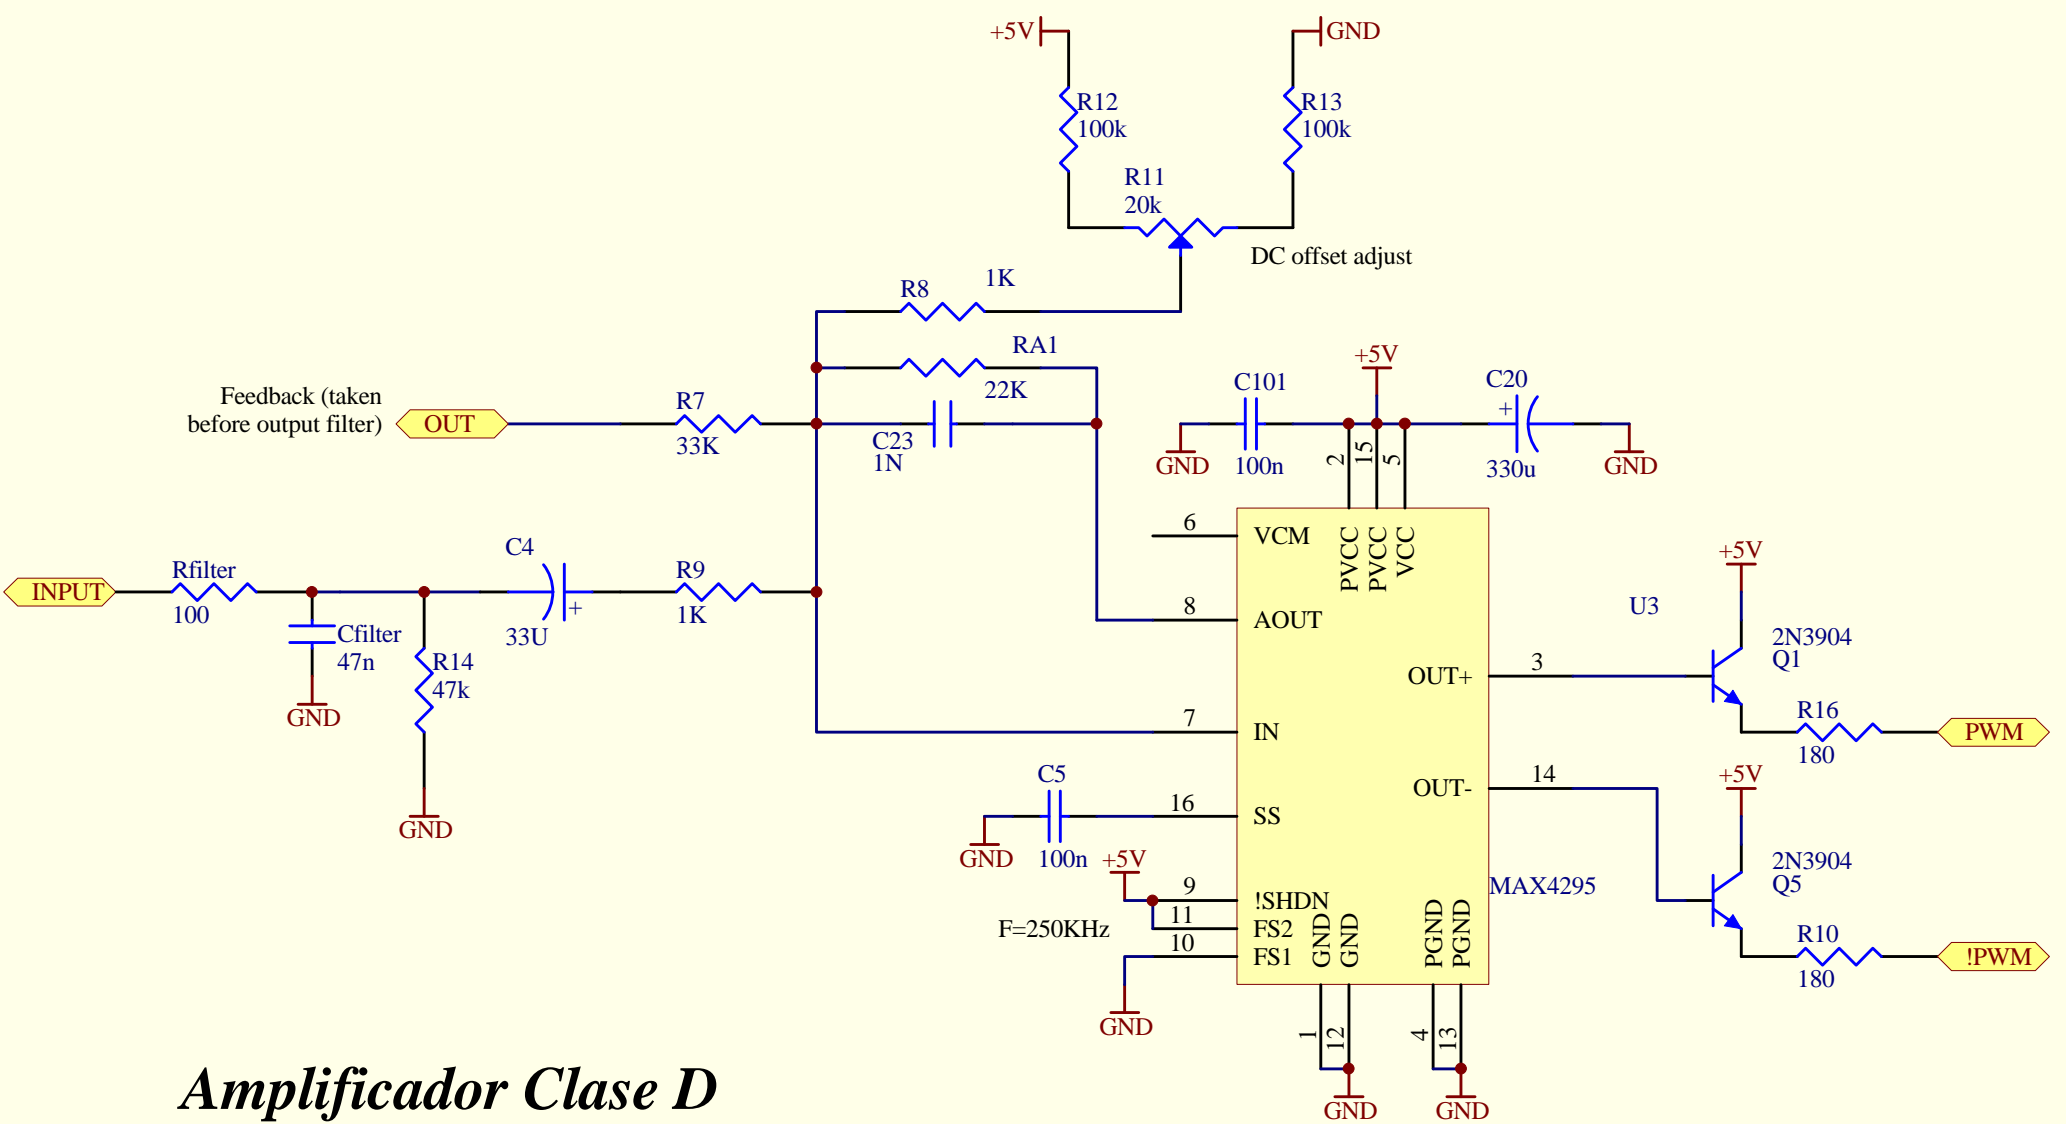 +5V
GND
R12
100k
R13
100k
R11
20k
DC offset adjust
R8
1K
RA1
22K
Feedback (taken
before output filter)
OUT
R7
33K
C23
1N
+5V
C101
100n
GND
2
15
5
C20
+
330u
GND
INPUT
Rfilter
100
Cfilter
47n
GND
R14
47k
GND
C4
+
33U
R9
1K
6
VCM
PVCC
PVCC
VCC
8
AOUT
7
IN
OUT+
3
OUT-
14
U3
+5V
2N3904
Q1
R16
180
PWM
+5V
2N3904
Q5
R10
180
!PWM
C5
100n
GND
16
SS
+5V
9
!SHDN
11
FS2
10
FS1
F=250KHz
GND
MAX4295
GND
GND
PGND
PGND
1
12
4
13
GND
GND
Amplificador Clase D